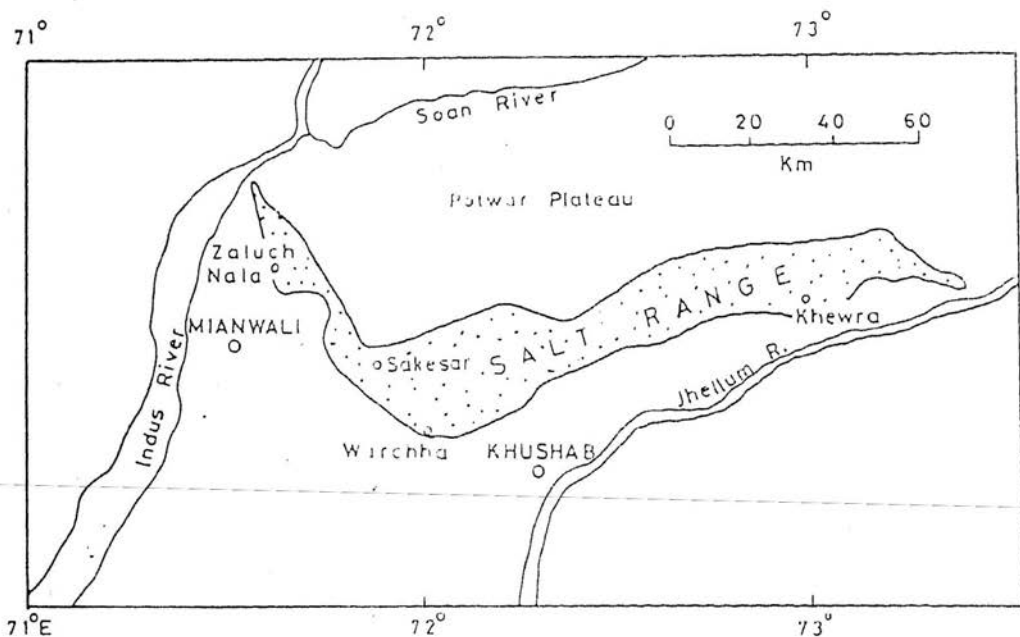 71° 72° 73°
Soan River
0 20 40 60
Km
Potwar Plateau
Zaluch
Nala
SALT RANGE
Khewra
MIANWALI
Sakesar
Jhellum R.
Indus River
Warchha
KHUSHAB
71°E 72° 73°